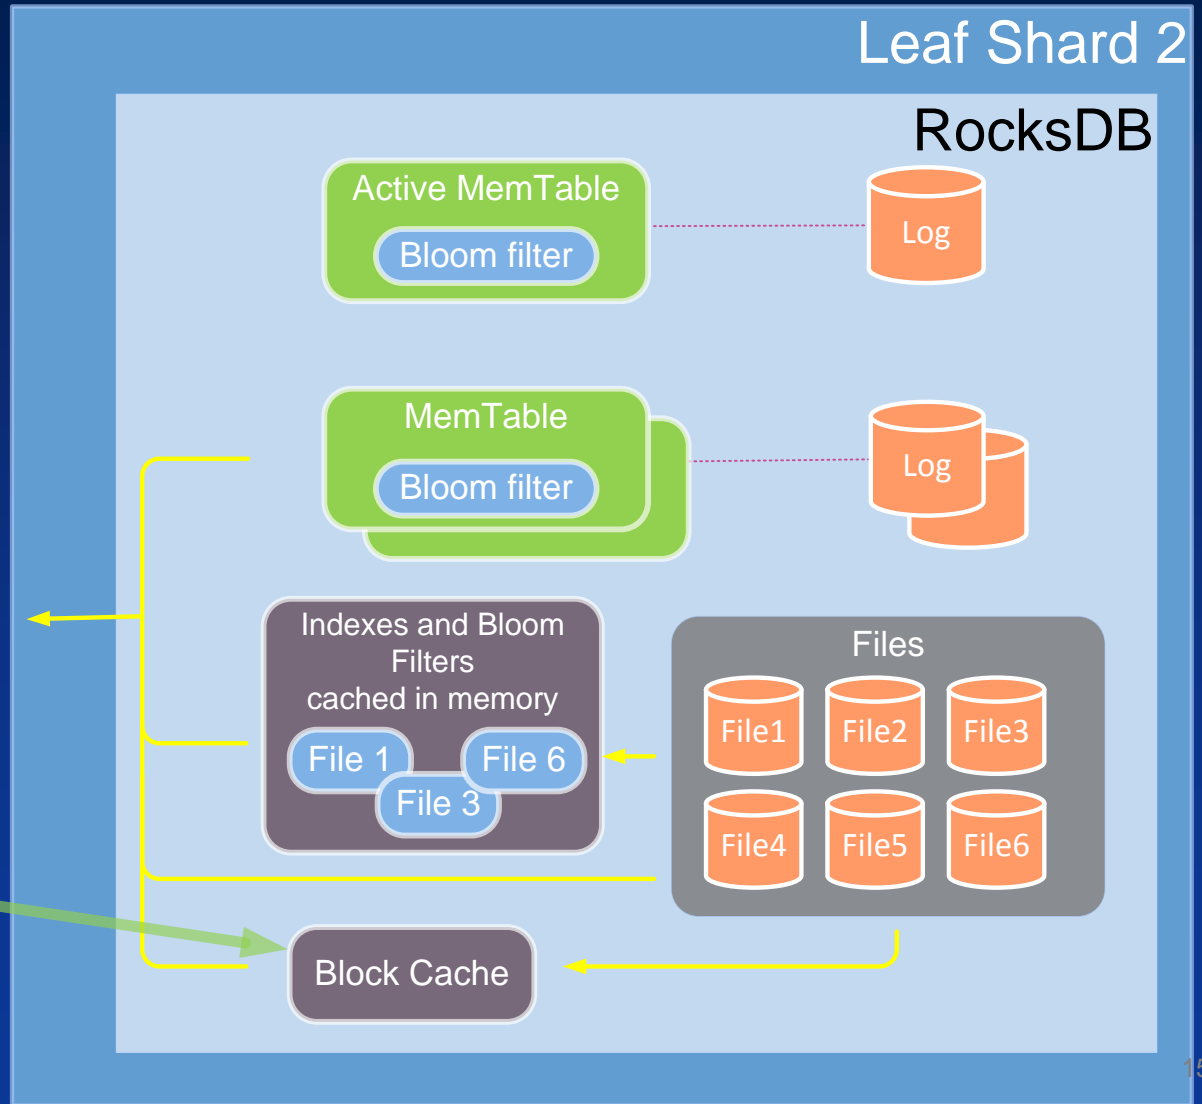 Leaf Shard 2
RocksDB
Active MemTable
Bloom filter
Log
MemTable
Bloom filter
Log
Indexes and Bloom
Filters
cached in memory
File 1
File 6
File 3
Files
File1
File2
File3
File4
File5
File6
Block Cache
15